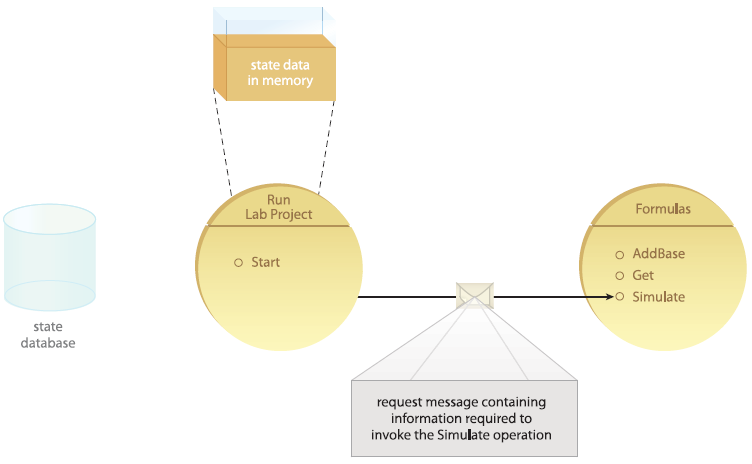 state data
in memory
Run
Lab Project
Start
Formulas
AddBase
Get
Simulate
state
database
request message containing
information required to
invoke the Simulate operation